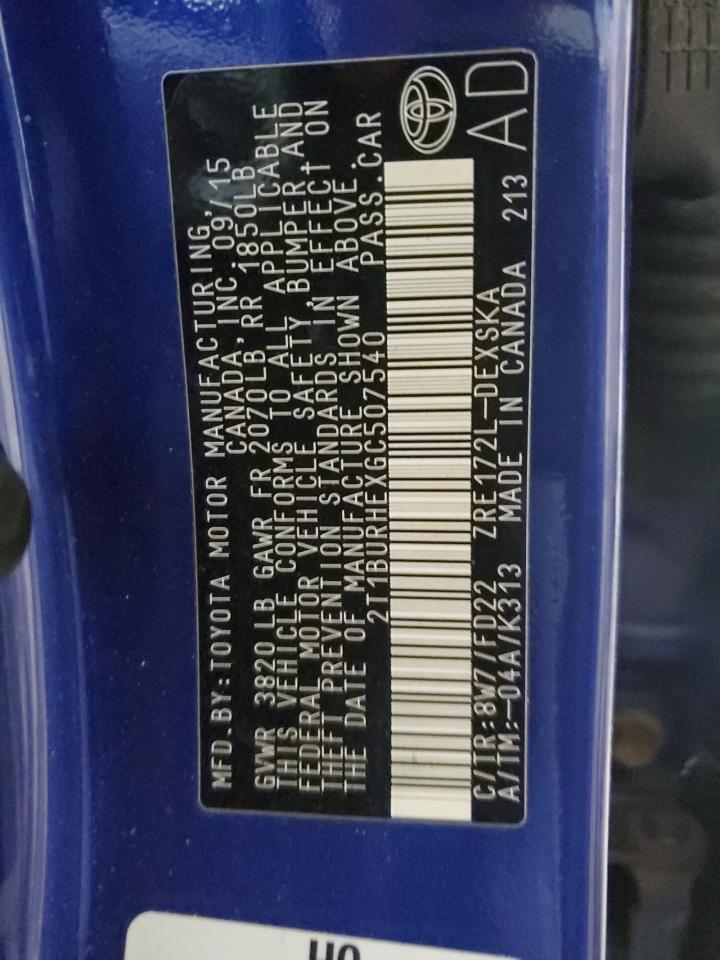 MFD.BY:TOYOTA MOTOR MANUFACTURING,
CANADA,INC. 09/15
GVWR 3820LB GAWR FR 2070LB,RR 1850LB
THIS VEHICLE CONFORMS TO ALL APPLICABLE
FEDERAL MOTOR VEHICLE SAFETY,BUMPER AND
THEFT PREVENTION STANDARDS IN EFFECT ON
THE DATE OF MANUFACTURE SHOWN ABOVE.
2T1BURHEXGC507540 PASS.CAR
C/TR:8W7/FD22 ZRE172L-DEXSKA
A/TM:-04A/K313 MADE IN CANADA 213
AD